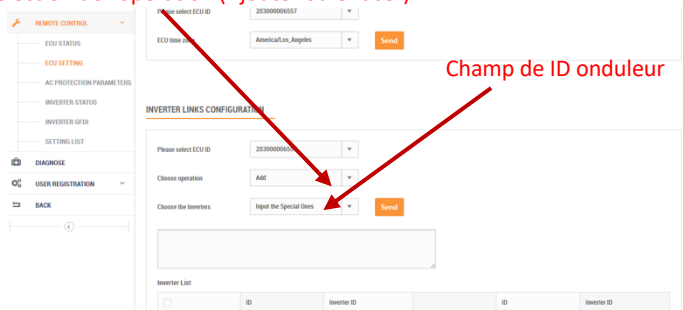 REMOTE CONTROL
ECU STATUS
ECU SETTING
AC PROTECTION PARAMETERS
INVERTER STATUS
INVERTER GFDI
SETTING LIST
DIAGNOSE
USER REGISTRATION
BACK
Please select ECU ID 203000006557
ECU time zone America/Los_Angeles Send
Champ de ID onduleur
INVERTER LINKS CONFIGURATION
Please select ECU ID 203000006557
Choose operation Add
Choose the Inverters Input the Special Ones Send
Inverter List
ID Inverter ID ID Inverter ID